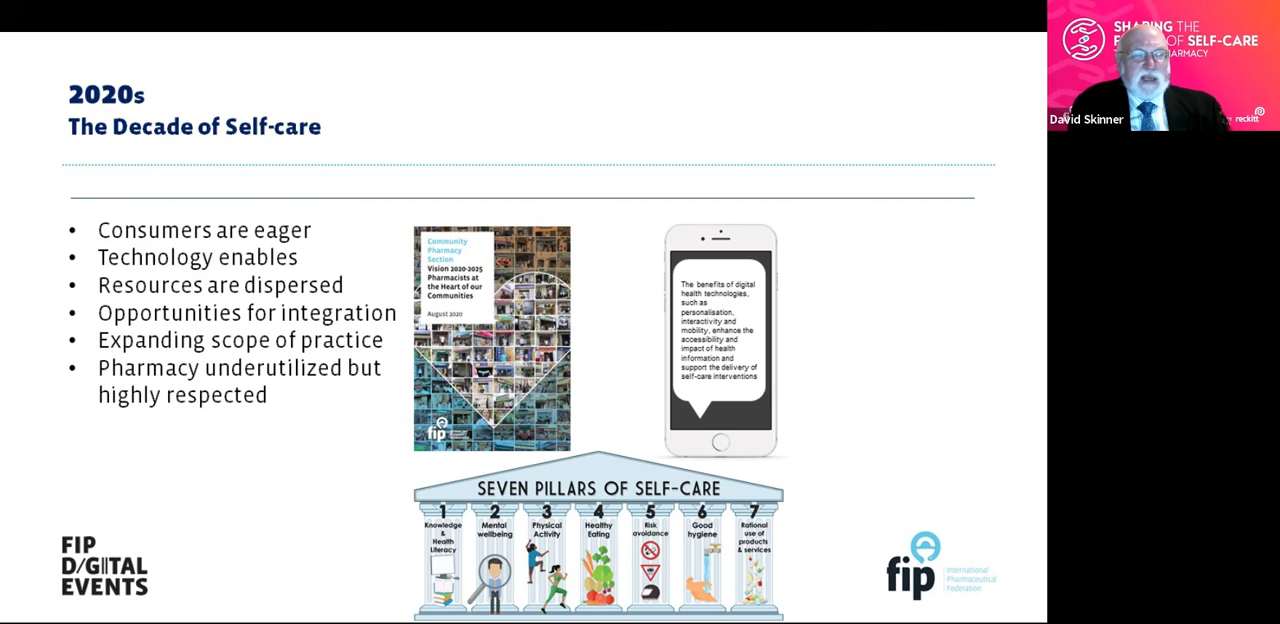 2020s
The Decade of Self-care
• Consumers are eager
• Technology enables
• Resources are dispersed
• Opportunities for integration
• Expanding scope of practice
• Pharmacy underutilized but
highly respected
Community
Pharmacy
Section
Vision 2020-2025
Pharmacists at
the Heart of our
Communities
August 2020
fip
The benefits of digital
health technologies,
such as
personalisation,
interactivity and
mobility, enhance the
accessibility and
impact of health
information and
support the delivery of
self-care interventions
SEVEN PILLARS OF SELF-CARE
1
Knowledge
&
Health
Literacy
2
Mental
wellbeing
3
Physical
Activity
4
Healthy
Eating
5
Risk
avoidance
6
Good
hygiene
7
Rational
use of
products
& services
FIP
D/GITAL
EVENTS
fip
International
Pharmaceutical
Federation
SHARING THE
OF SELF-CARE
David Skinner
reckitt